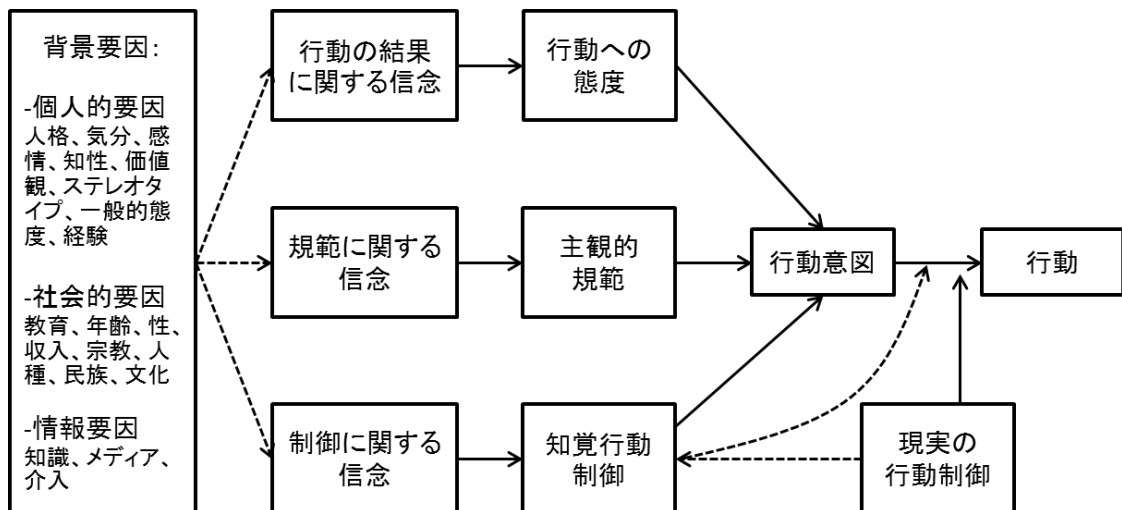 背景要因:
-個人的要因
人格、気分、感
情、知性、価値
観、ステレオタ
イプ、一般的態
度、経験
-社会的要因
教育、年齢、性、
収入、宗教、人
種、民族、文化
-情報要因
知識、メディア、
介入
行動の結果
に関する信念
行動への
態度
規範に関する
信念
主観的
規範
行動意図
行動
制御に関する
信念
知覚行動
制御
現実の
行動制御